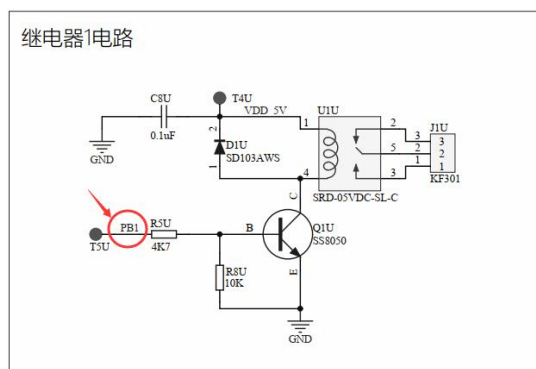 继电器1电路
C8U
0.1uF
GND
T4U
VDD 5V
2
D1U
SD103AWS
1
U1U
1
4
2
5
3
SRD-05VDC-SL-C
J1U
3
2
1
3
2
1
KF301
T5U
PB1
R5U
4K7
B
C
E
Q1U
SS8050
R8U
10K
GND